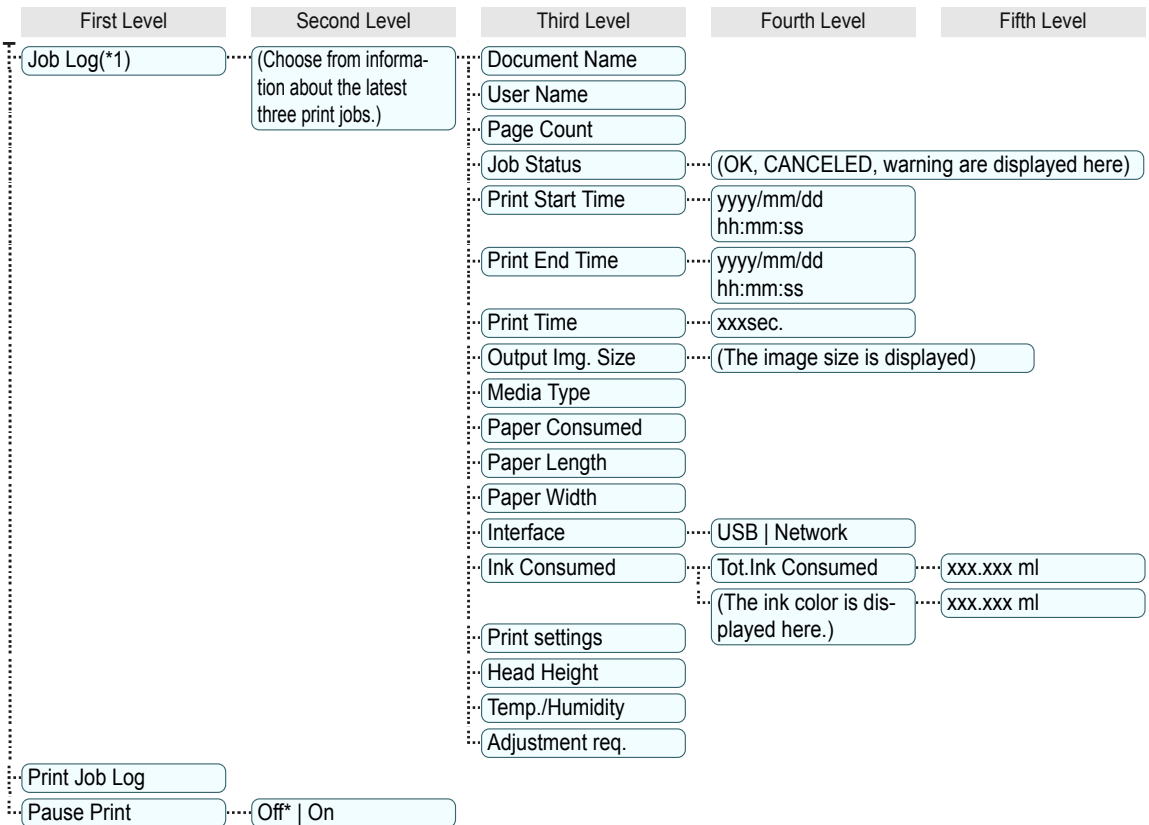 First Level Second Level Third Level Fourth Level Fifth Level
Job Log(*1) (Choose from informa- Document Name
tion about the latest User Name
three print jobs.)
Page Count
Job Status (OK, CANCELED, warning are displayed here)
Print Start Time yyyy/mm/dd
hh:mm:ss
Print End Time yyyy/mm/dd
hh:mm:ss
Print Time xxxsec.
Output Img. Size (The image size is displayed)
Media Type
Paper Consumed
Paper Length
Paper Width
Interface USB | Network
Ink Consumed Tot.Ink Consumed xxx.xxx ml
(The ink color is dis- xxx.xxx ml
played here.)
Print settings
Head Height
Temp./Humidity
Adjustment req.
Print Job Log
Pause Print Off* | On